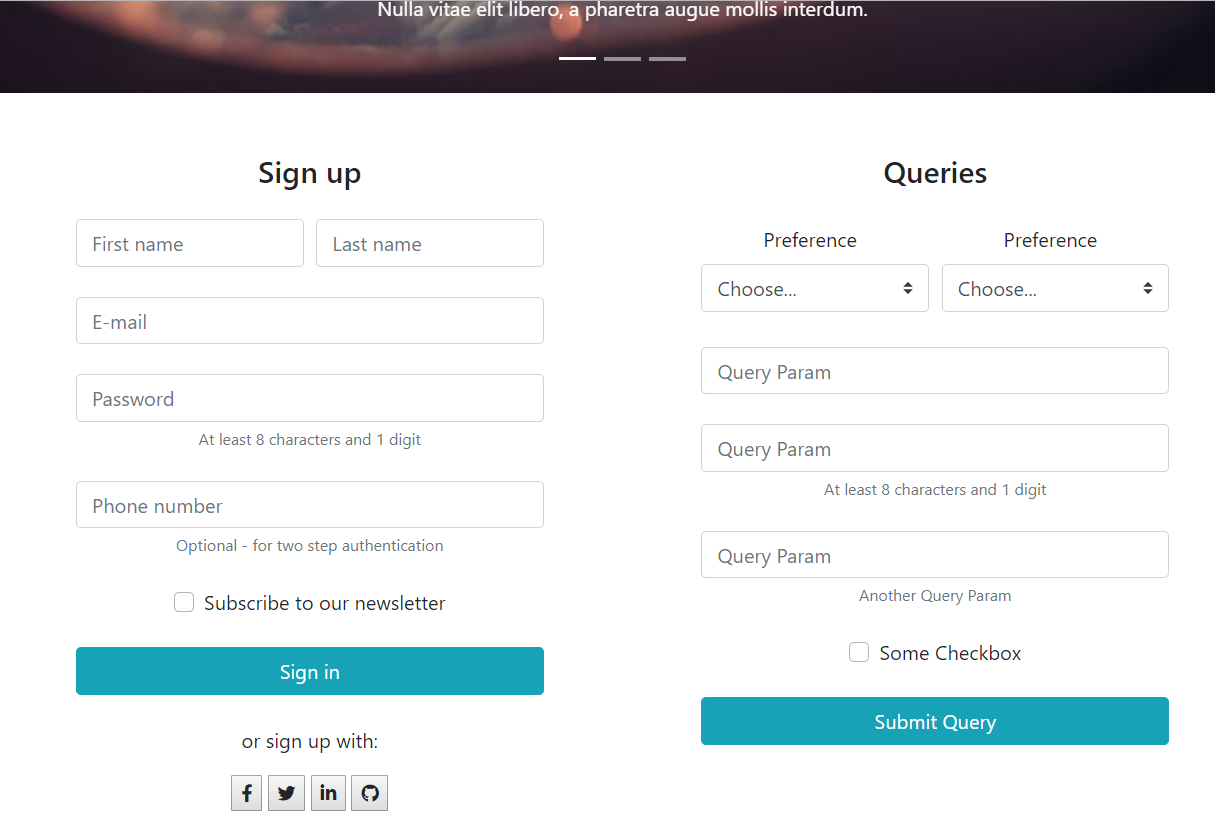 Nulla vitae elit libero, a pharetra augue mollis interdum.
Sign up
First name
Last name
E-mail
Password
At least 8 characters and 1 digit
Phone number
Optional - for two step authentication
Subscribe to our newsletter
Sign in
or sign up with:
Queries
Preference
Preference
Choose...
Choose...
Query Param
Query Param
At least 8 characters and 1 digit
Query Param
Another Query Param
Some Checkbox
Submit Query